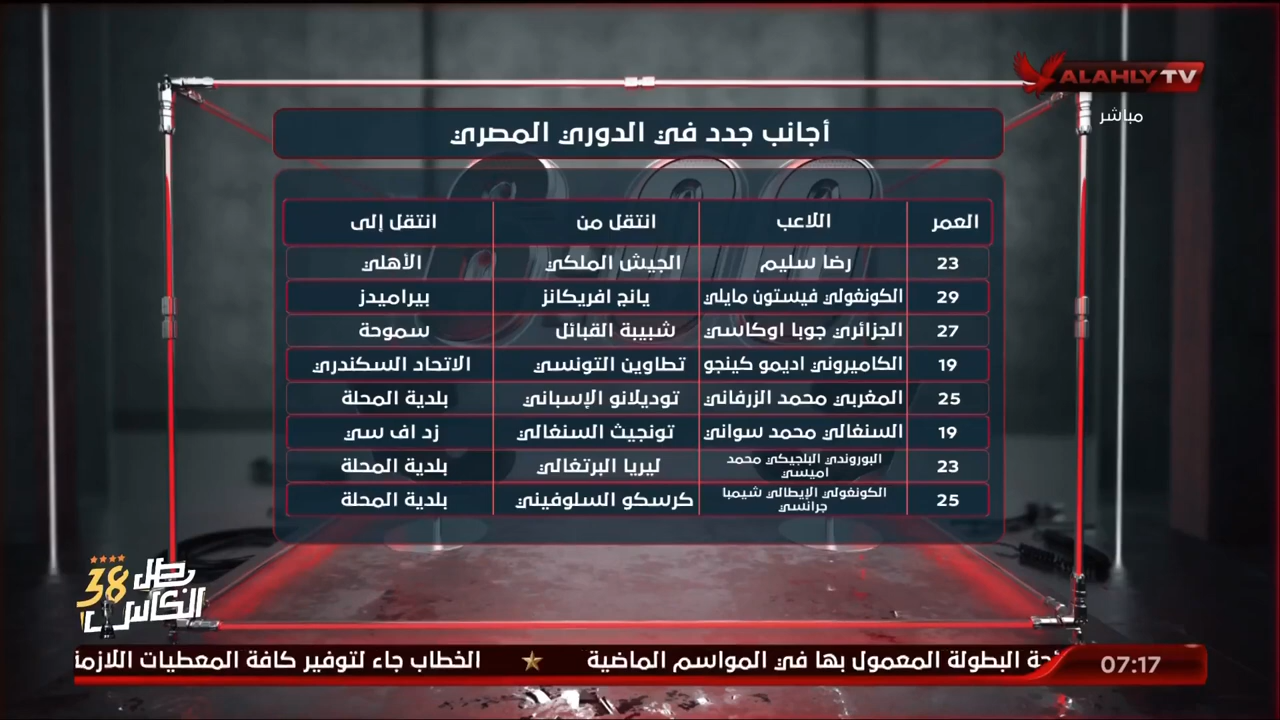 ALAHLY TV
مباشر
أجانب جدد في الدوري المصري
العمر اللاعب انتقل من انتقل إلى
23 رضا سليم الجيش الملكي الأهلي
29 الكونغولي فيستون مايلي يانج افريكانز بيراميدز
27 الجزائري جوبا اوكاسي شبيبة القبائل سموحة
19 الكاميروني اديمو كينجو تطاوين التونسي الاتحاد السكندري
25 المغربي محمد الزرفاني توديلانو الإسباني بلدية المحلة
19 السنغالي محمد سواني تونجيث السنغالي زد اف سي
23 البوروندي البلجيكي محمد اميسي ليريا البرتغالي بلدية المحلة
25 الكونغولي الإيطالي شيمبا جرانسي كرسكو السلوفيني بلدية المحلة
بطل الكأس 38
البطولة المعمول بها في المواسم الماضية الخطاب جاء لتوفير كافة المعطيات
07:17